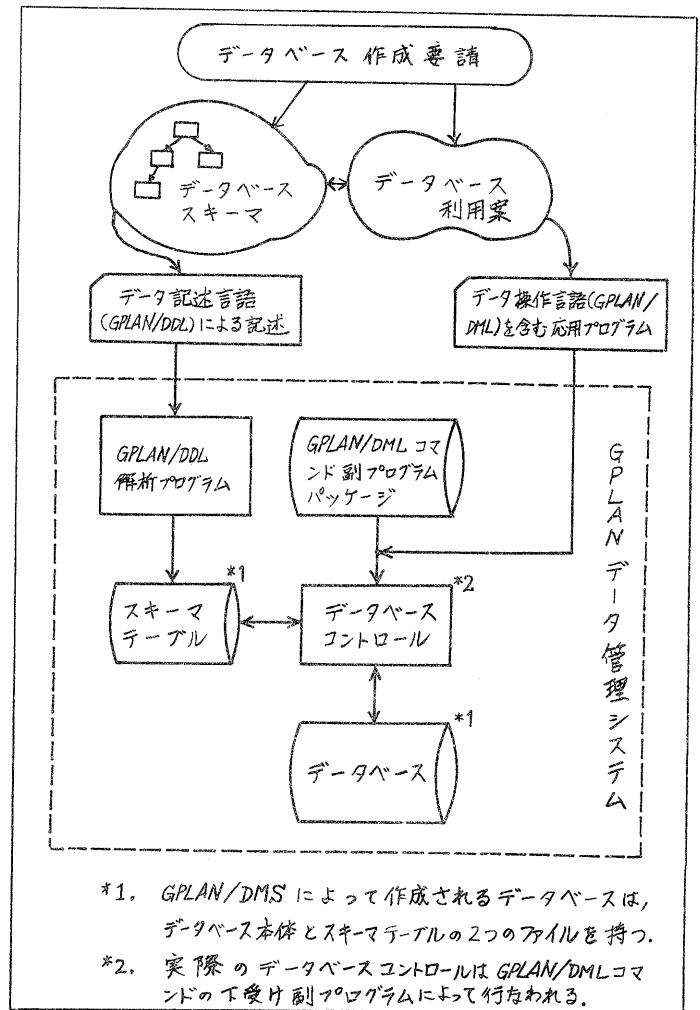 データベース 作成要請
データベース
スキーマ
データベース
利用案
データ記述言語
(GPLAN/DDL)による記述
データ操作言語(GPLAN/
DML)を含む応用プログラム
GPLAN/DDL
解析プログラム
GPLAN/DMLコマ
ンド副プログラム
パッケージ
GPLANデータ管理システム
*1
スキーマ
テーブル
*2
データベース
コントロール
*1
データベース
*1. GPLAN/DMSによって作成されるデータベースは,
データベース本体とスキーマテーブルの2つのファイルを持つ.
*2. 実際のデータベースコントロールはGPLAN/DMLコマ
ンドの下受け副プログラムによって行なわれる.